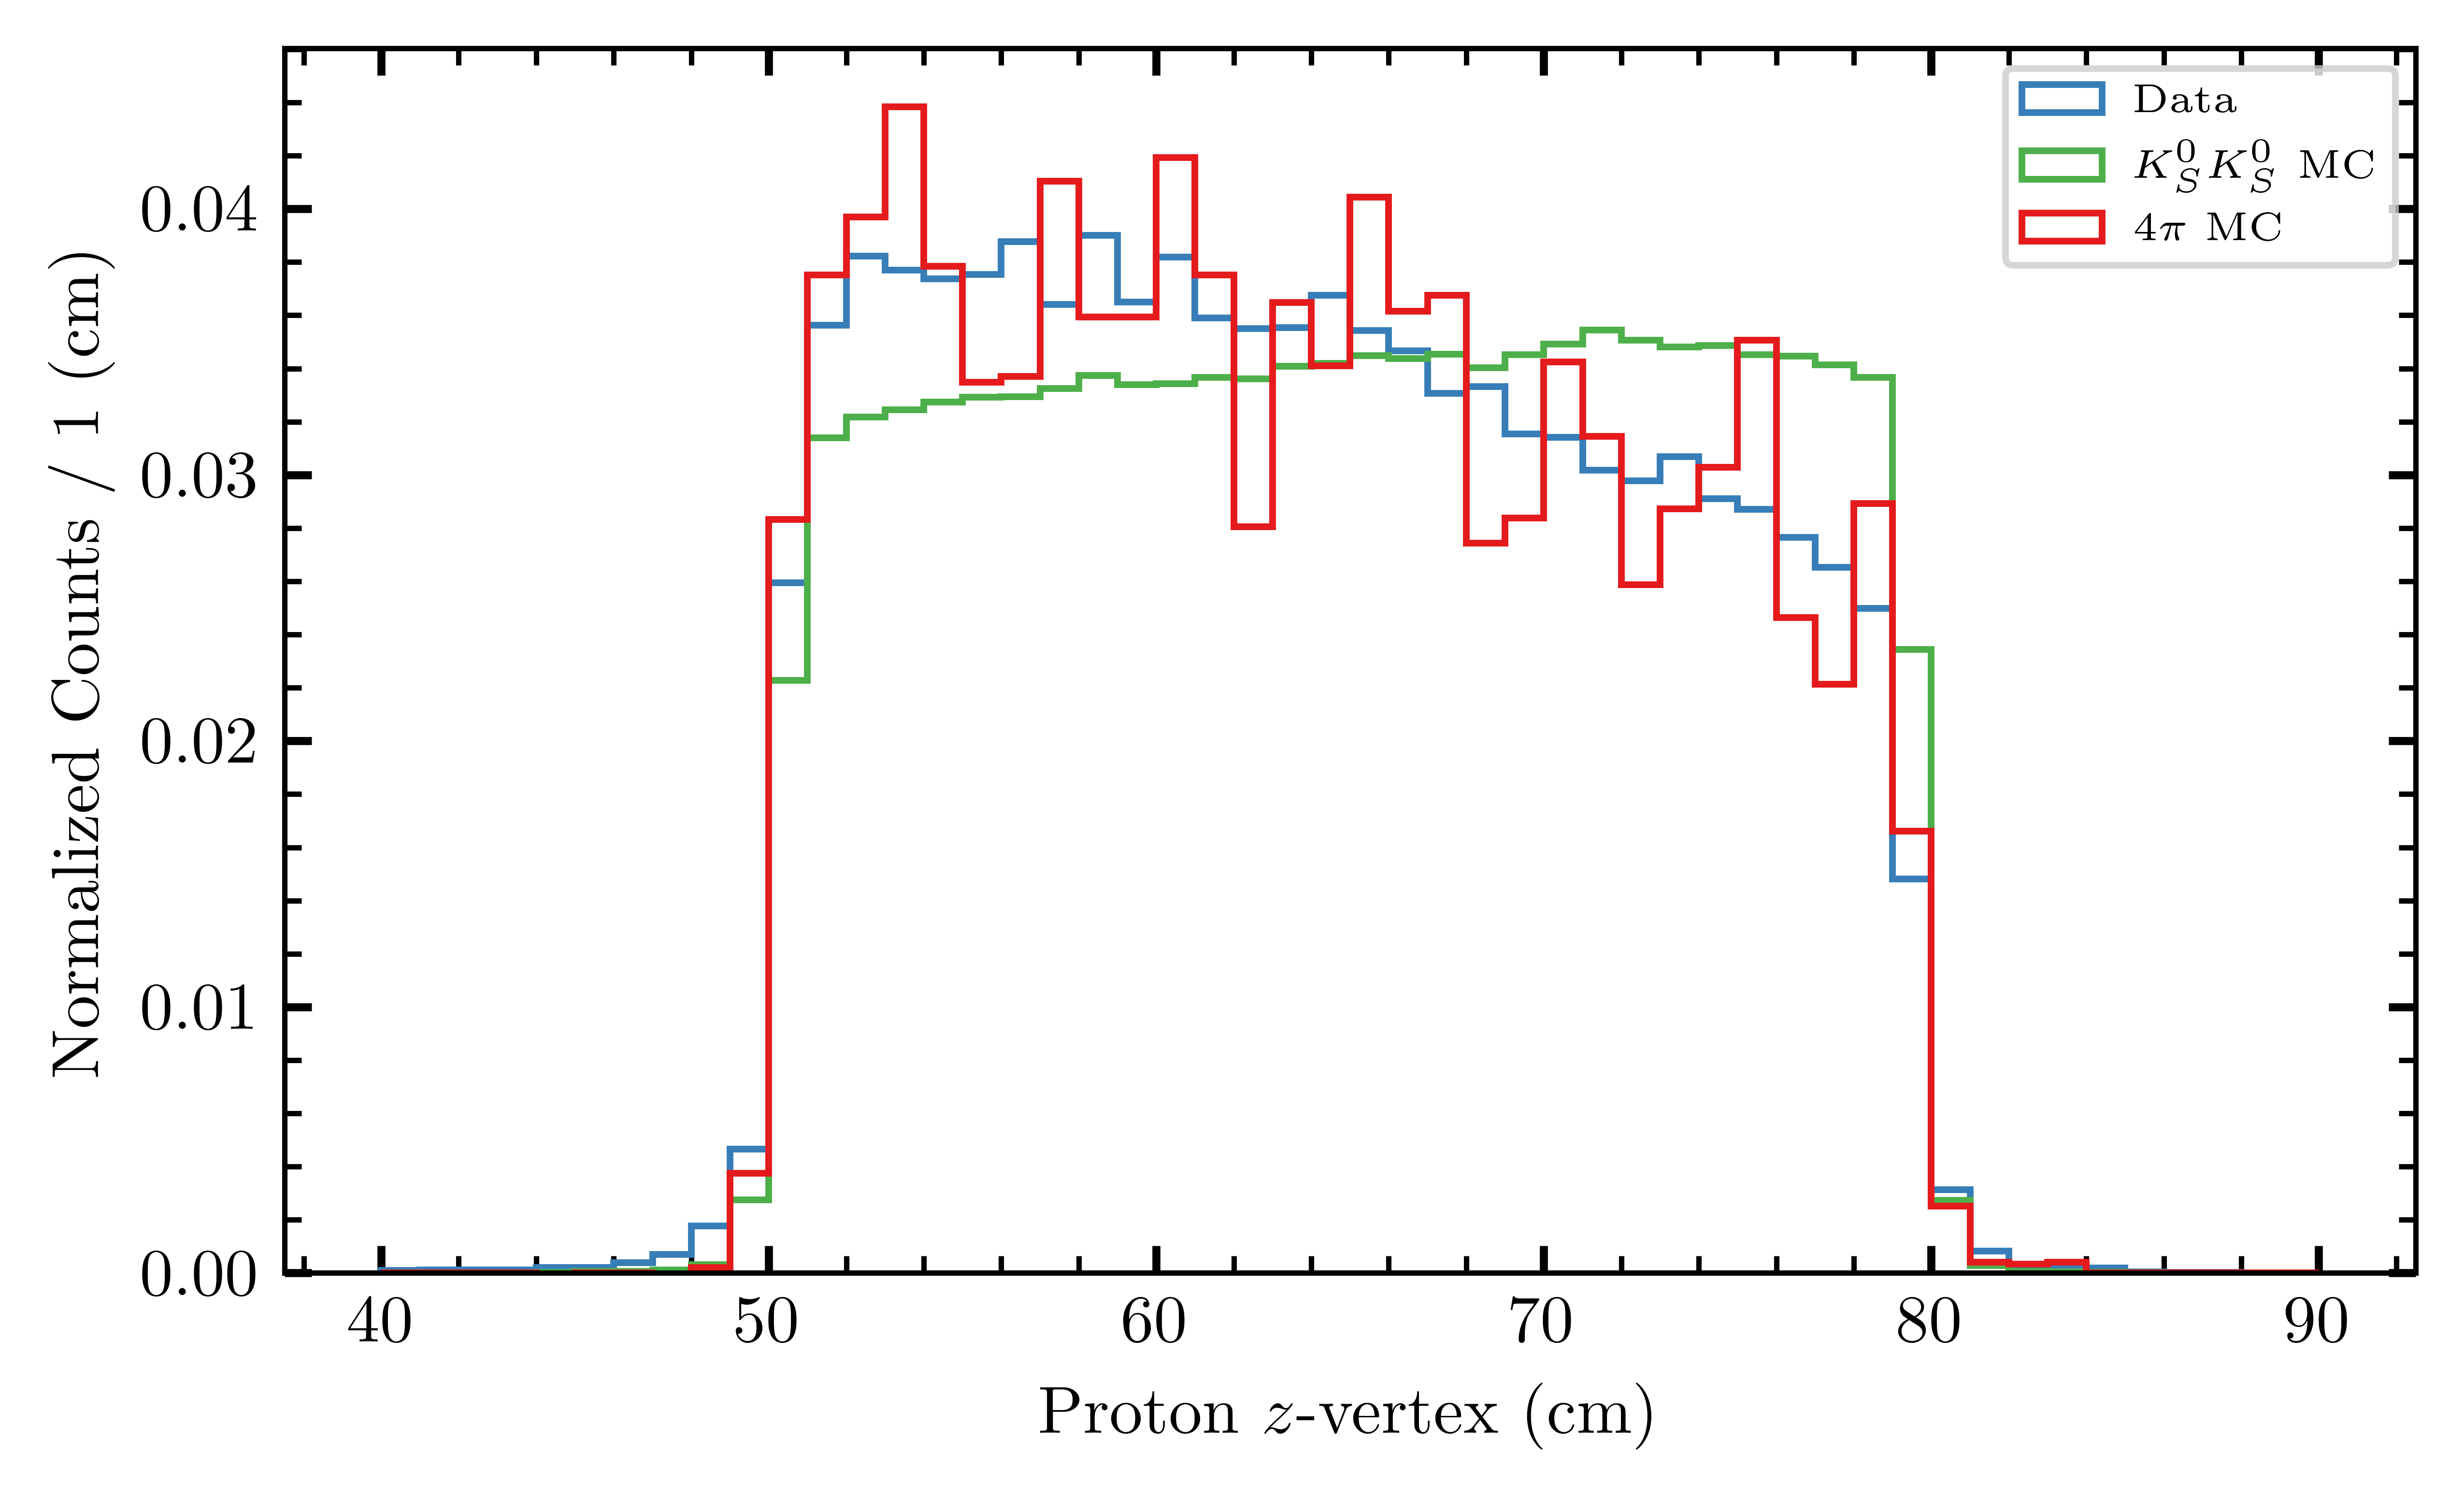 Data
$K_S^0 K_S^0$ MC
4π MC
Normalized Counts / 1 (cm)
0.04
0.03
0.02
0.01
0.00
40 50 60 70 80 90
Proton z-vertex (cm)